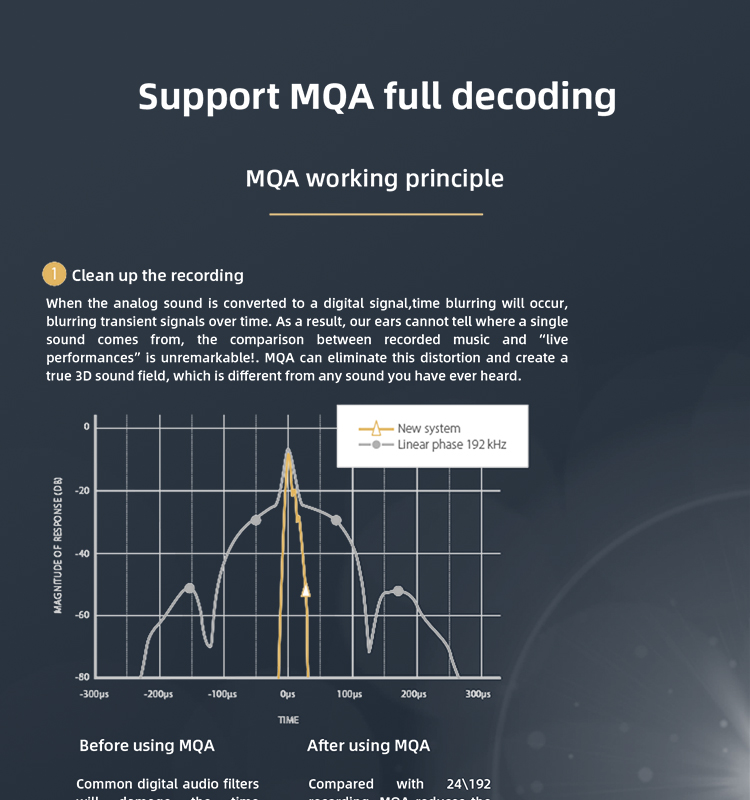 Support MQA full decoding
MQA working principle
1 Clean up the recording
When the analog sound is converted to a digital signal,time blurring will occur,
blurring transient signals over time. As a result, our ears cannot tell where a single
sound comes from, the comparison between recorded music and “live
performances” is unremarkable!. MQA can eliminate this distortion and create a
true 3D sound field, which is different from any sound you have ever heard.
New system
Linear phase 192 kHz
MAGNITUDE OF RESPONSE (DB)
0
-20
-40
-60
-80
-300µs -200µs -100µs 0µs 100µs 200µs 300µs
TIME
Before using MQA
After using MQA
Common digital audio filters
will damage the time
Compared with 24\192
recording, MQA reduces the